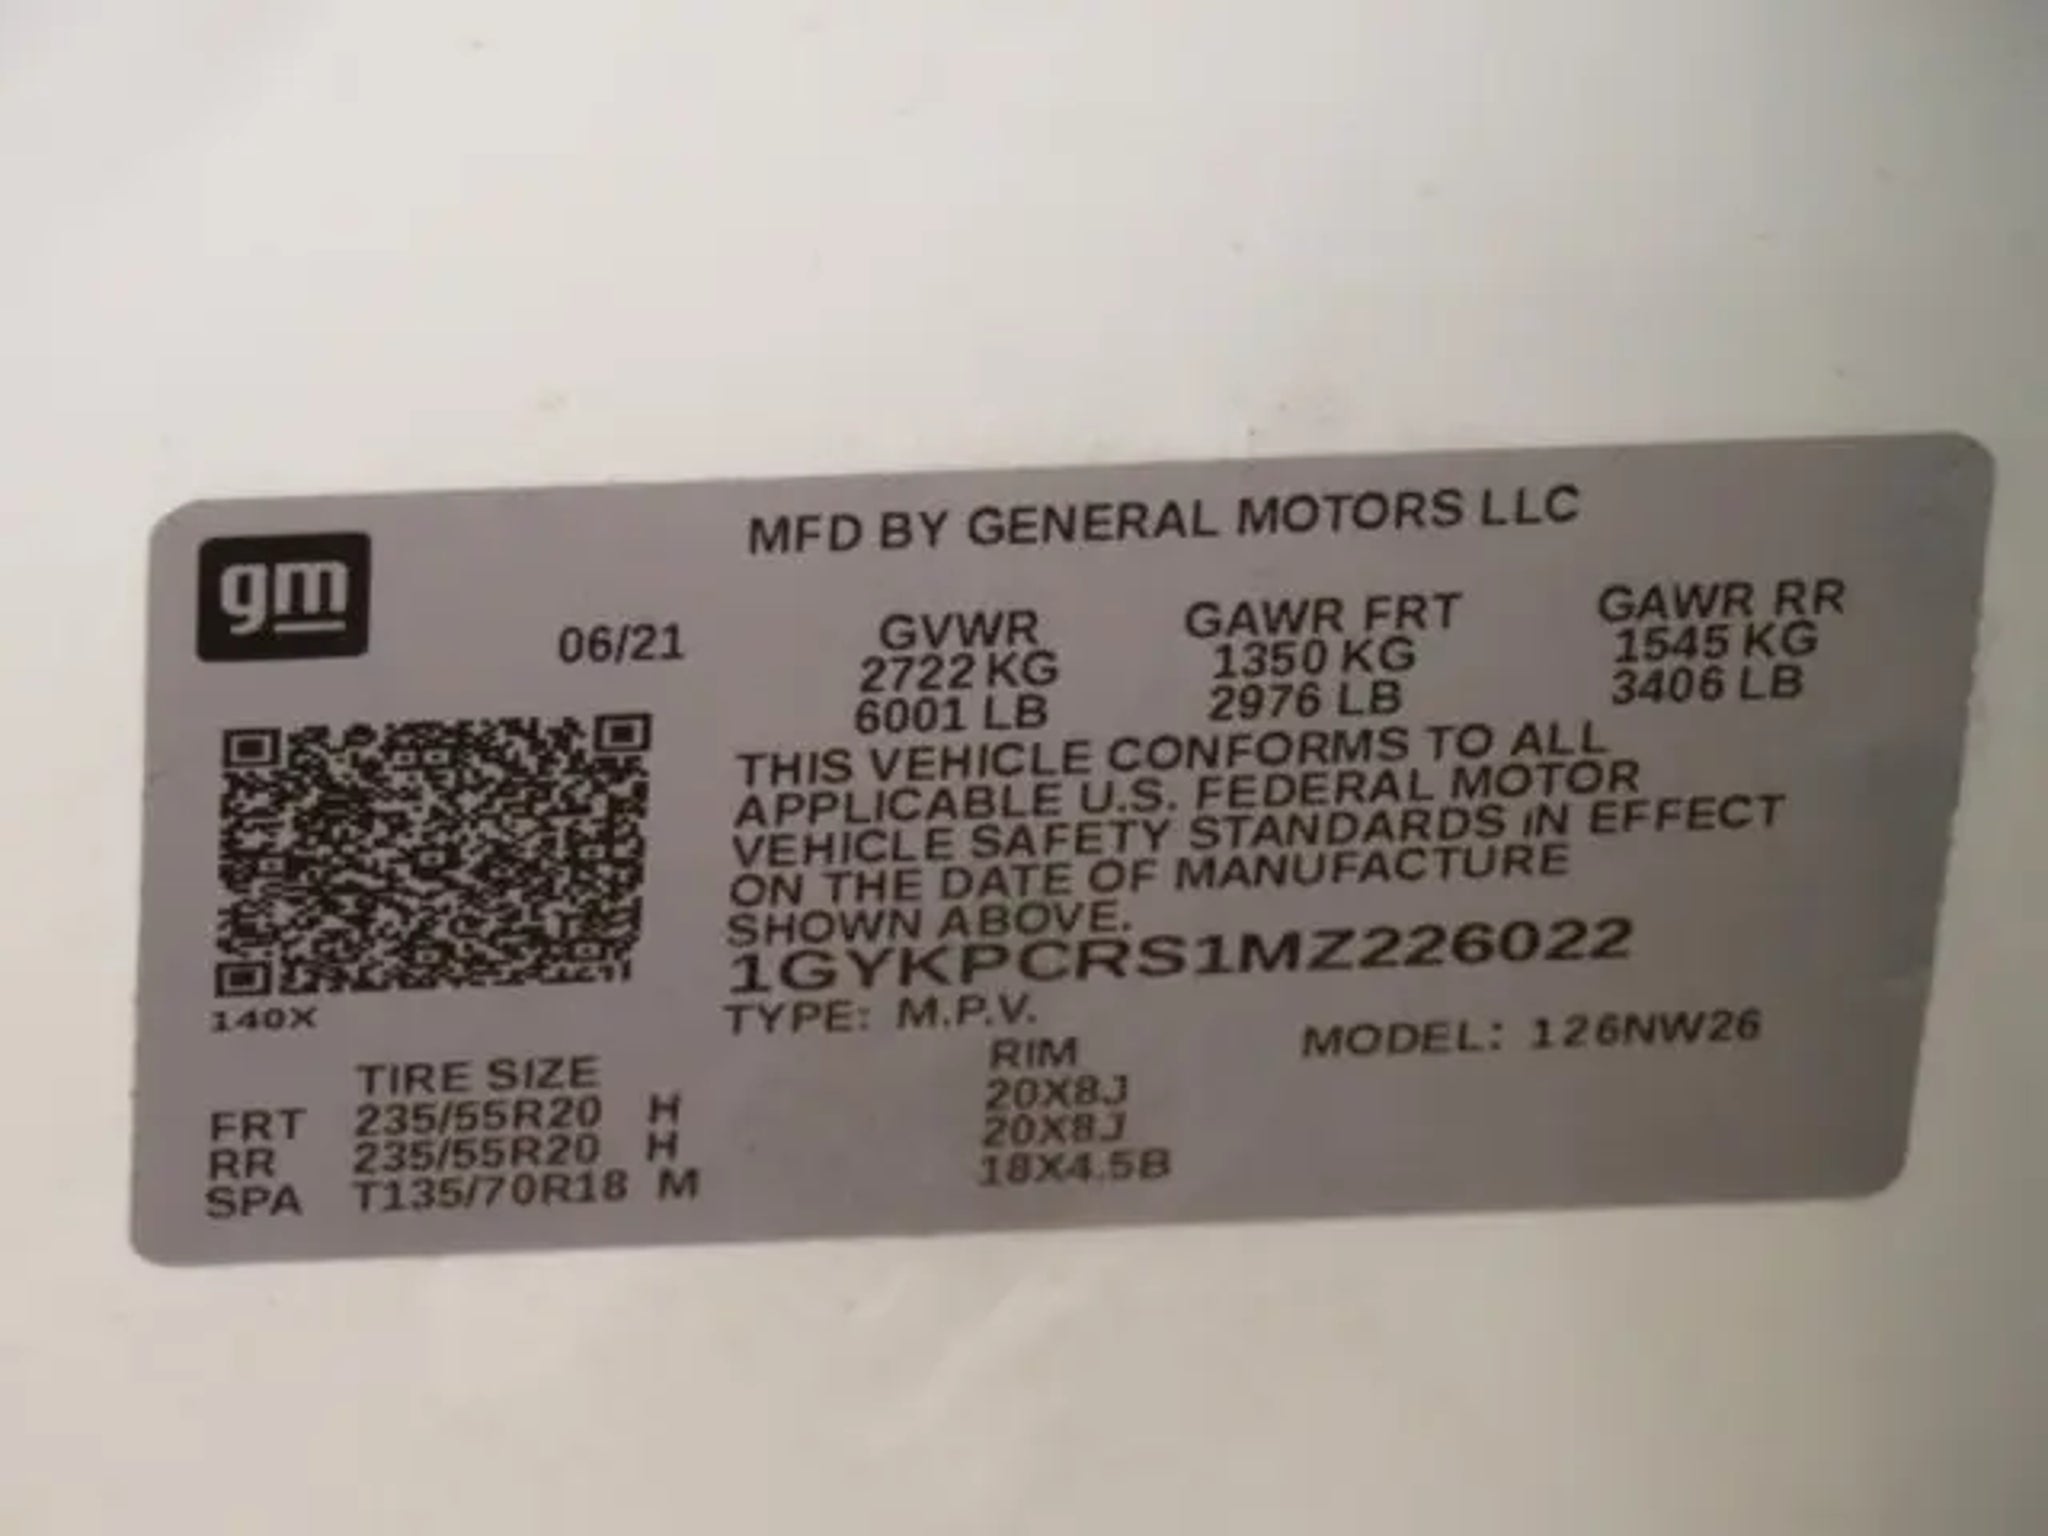 MFD BY GENERAL MOTORS LLC
gm
06/21
GVWR GAWR FRT GAWR RR
2722 KG 1350 KG 1545 KG
6001 LB 2976 LB 3406 LB
THIS VEHICLE CONFORMS TO ALL
APPLICABLE U.S. FEDERAL MOTOR
VEHICLE SAFETY STANDARDS IN EFFECT
ON THE DATE OF MANUFACTURE
SHOWN ABOVE.
1GYKPCRS1MZ226022
140X
TYPE: M.P.V.
MODEL: 126NW26
TIRE SIZE RIM
FRT 235/55R20 H 20X8J
RR 235/55R20 H 20X8J
SPA T135/70R18 M 18X4.5B